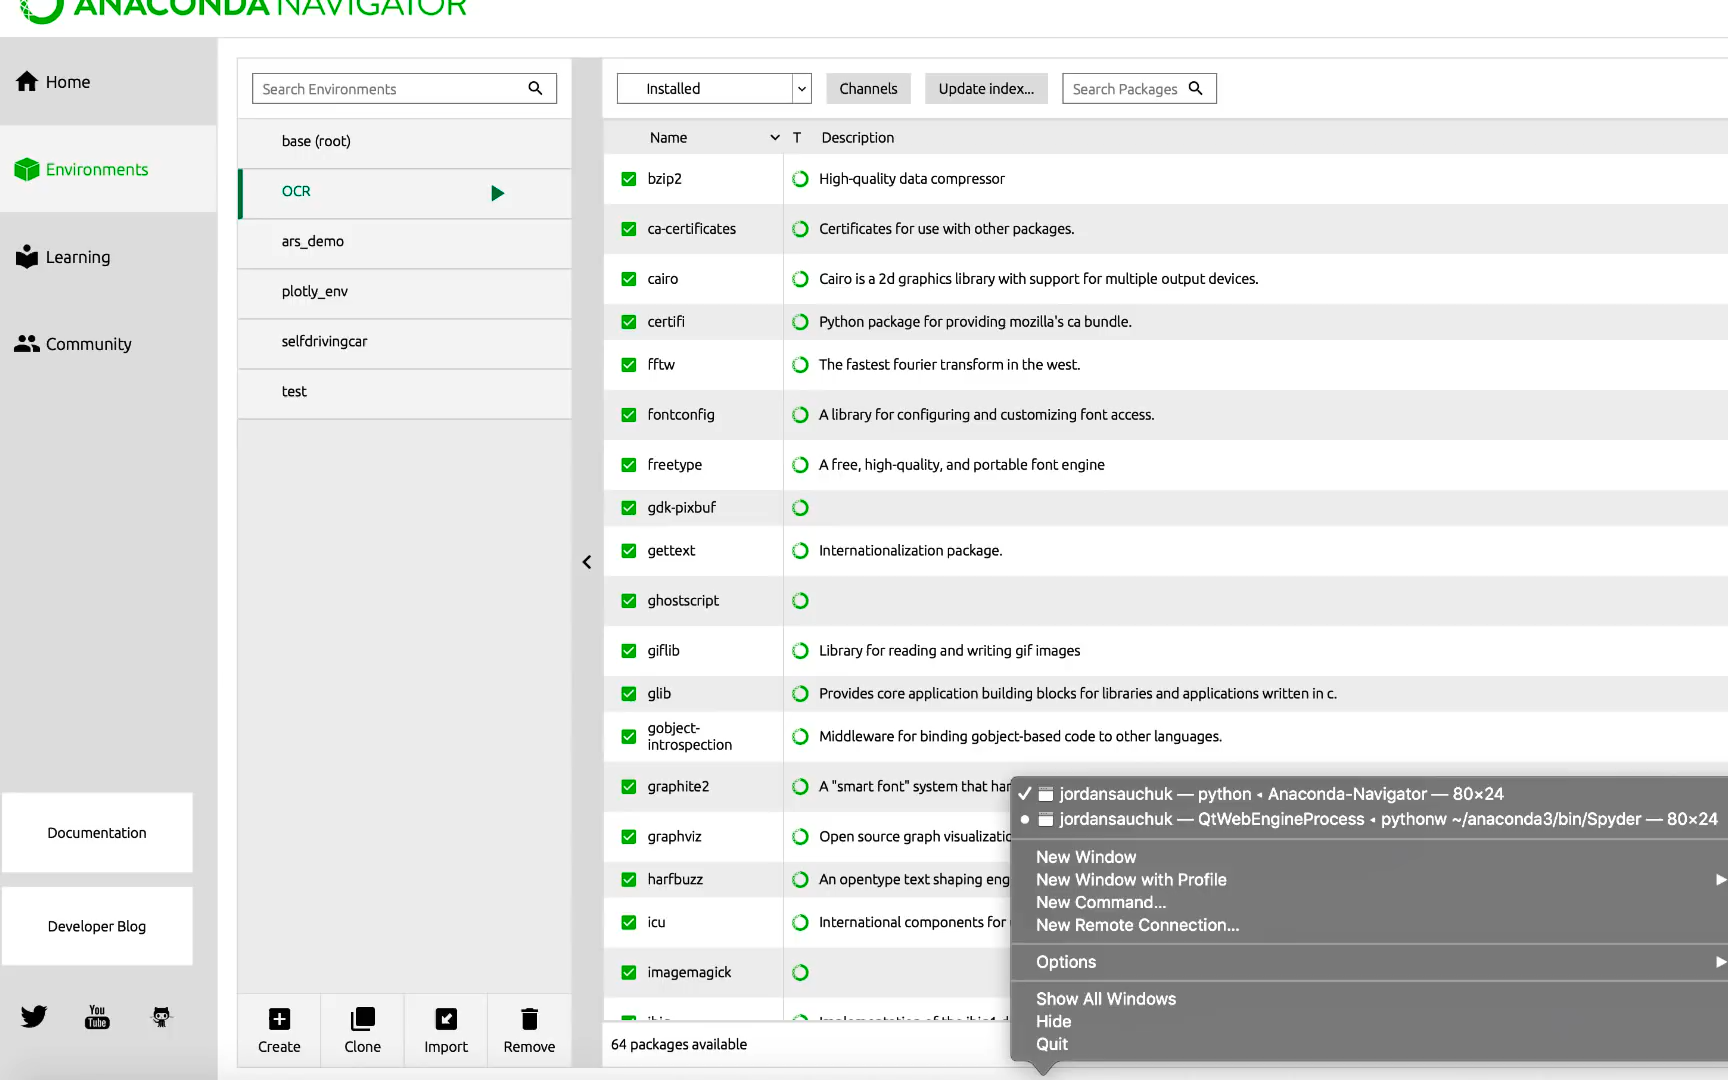 ANACONDA NAVIGATOR
Home
Environments
Learning
Community
Documentation
Developer Blog
You
Tube
Search Environments
base (root)
OCR
ars_demo
plotly_env
selfdrivingcar
test
Create
Clone
Import
Remove
Installed
Channels
Update index...
Search Packages
Name T Description
bzip2 High-quality data compressor
ca-certificates Certificates for use with other packages.
cairo Cairo is a 2d graphics library with support for multiple output devices.
certifi Python package for providing mozilla's ca bundle.
fftw The fastest fourier transform in the west.
fontconfig A library for configuring and customizing font access.
freetype A free, high-quality, and portable font engine
gdk-pixbuf
gettext Internationalization package.
ghostscript
giflib Library for reading and writing gif images
glib Provides core application building blocks for libraries and applications written in c.
gobject-
introspection Middleware for binding gobject-based code to other languages.
graphite2 A "smart font" system that
graphviz Open source graph
harfbuzz An opentype text shaping
icu International components for
imagemagick
64 packages available
jordansauchuk — python ◂ Anaconda-Navigator — 80×24
jordansauchuk — QtWebEngineProcess ◂ pythonw ~/anaconda3/bin/Spyder — 80×24
New Window
New Window with Profile
New Command...
New Remote Connection...
Options
Show All Windows
Hide
Quit